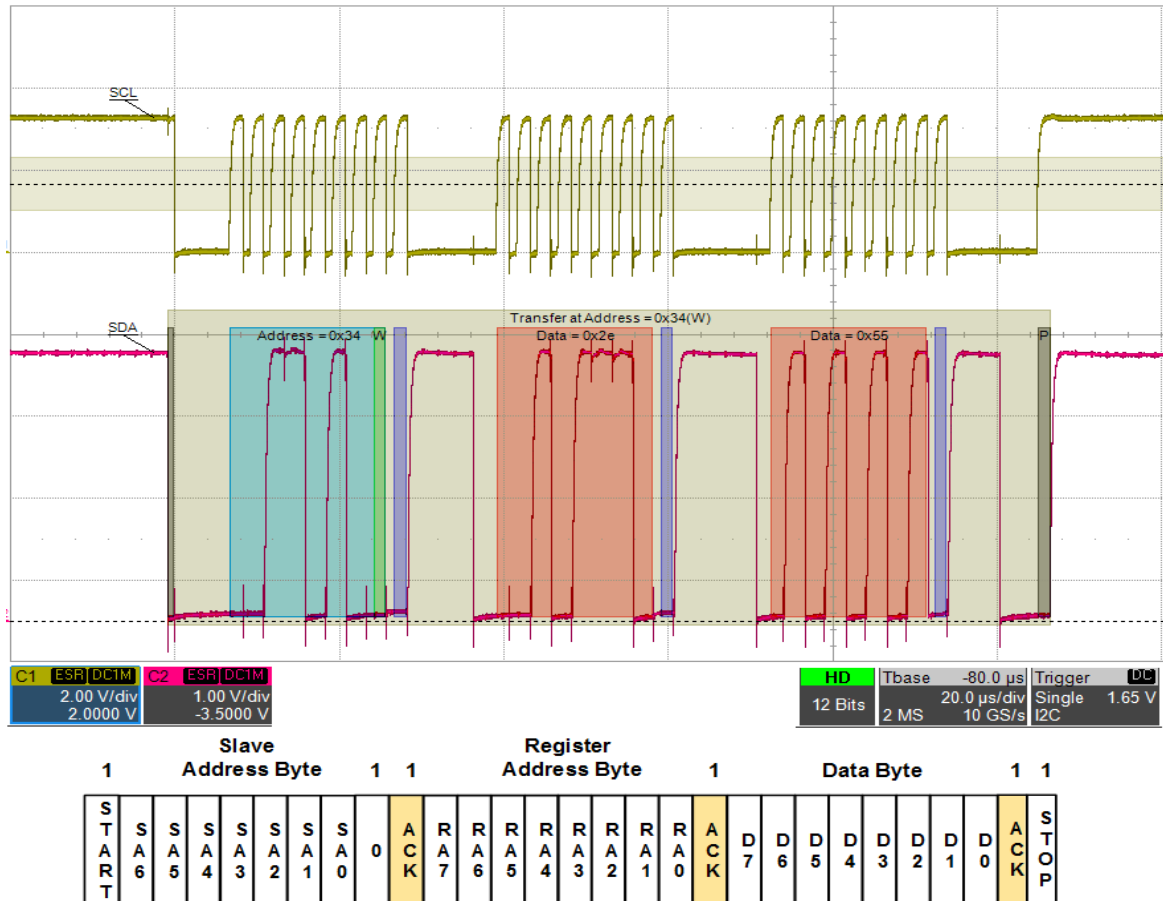 SCL
Transfer at Address = 0x34(W)
SDA
Address = 0x34 W
Data = 0x2e
Data = 0x55
P
C1 ESR DC1M
2.00 V/div
2.0000 V
C2 ESR DC1M
1.00 V/div
-3.5000 V
HD
12 Bits
Tbase -80.0 µs
20.0 µs/div
2 MS 10 GS/s
Trigger DC
Single 1.65 V
I2C
1 Slave Address Byte 1 1 Register Address Byte 1 Data Byte 1 1
START SA6 SA5 SA4 SA3 SA2 SA1 SA0 0 ACK RA7 RA6 RA5 RA4 RA3 RA2 RA1 RA0 ACK D7 D6 D5 D4 D3 D2 D1 D0 ACK STOP